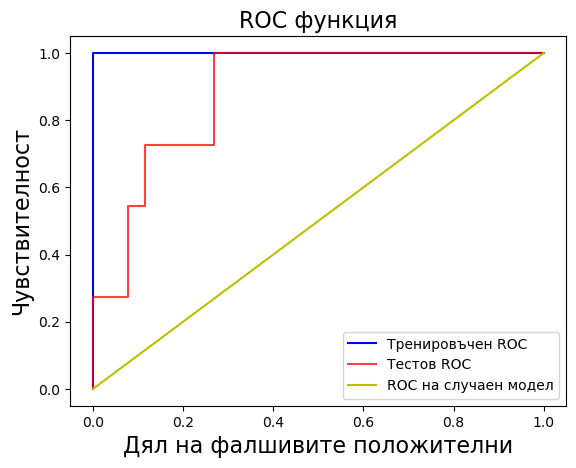 ROC функция
Чувствителност
1.0
0.8
0.6
0.4
0.2
0.0
Тренировъчен ROC
Тестов ROC
ROC на случаен модел
0.0 0.2 0.4 0.6 0.8 1.0
Дял на фалшивите положителни